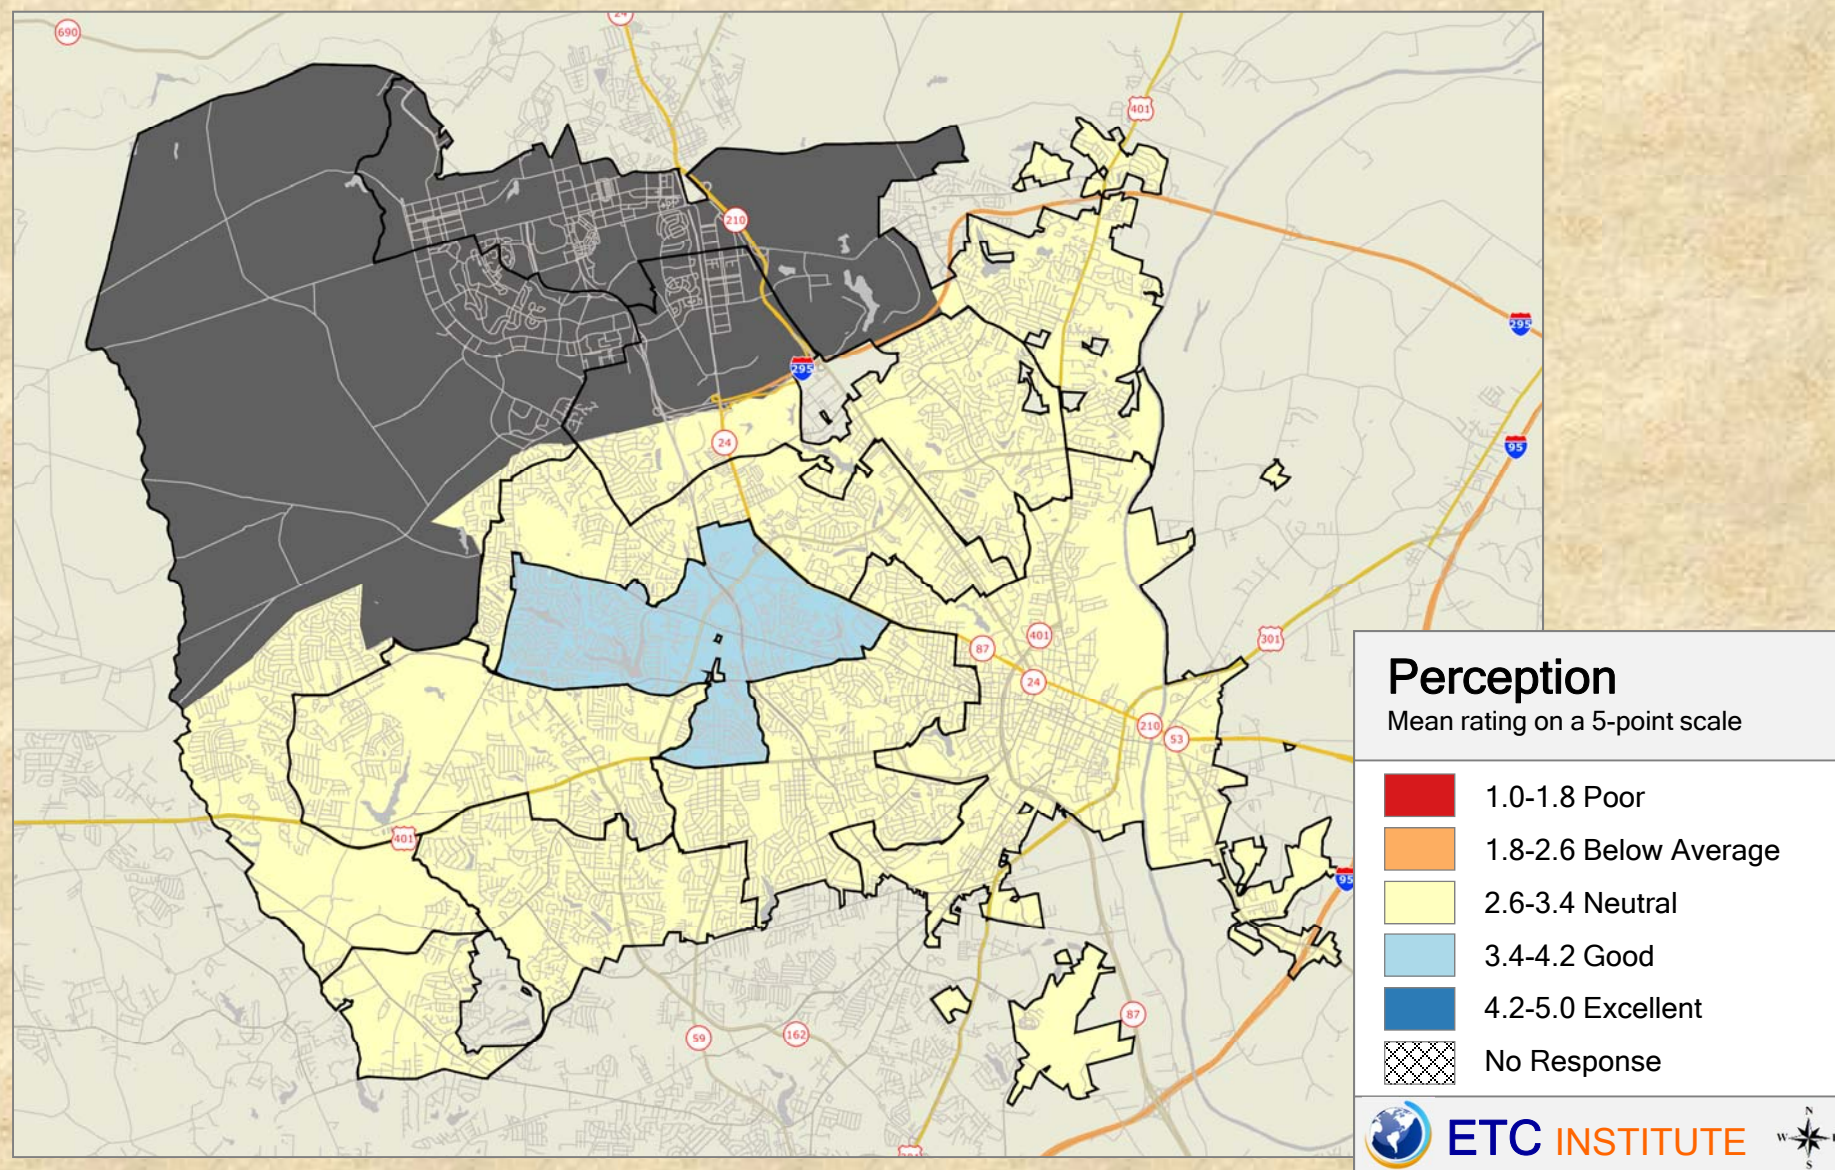 24
690
401
210
295
295
24
95
401
301
87
24
210
53
401
95
87
59
162
Perception
Mean rating on a 5-point scale
1.0-1.8 Poor
1.8-2.6 Below Average
2.6-3.4 Neutral
3.4-4.2 Good
4.2-5.0 Excellent
No Response
ETC INSTITUTE
N
W
S